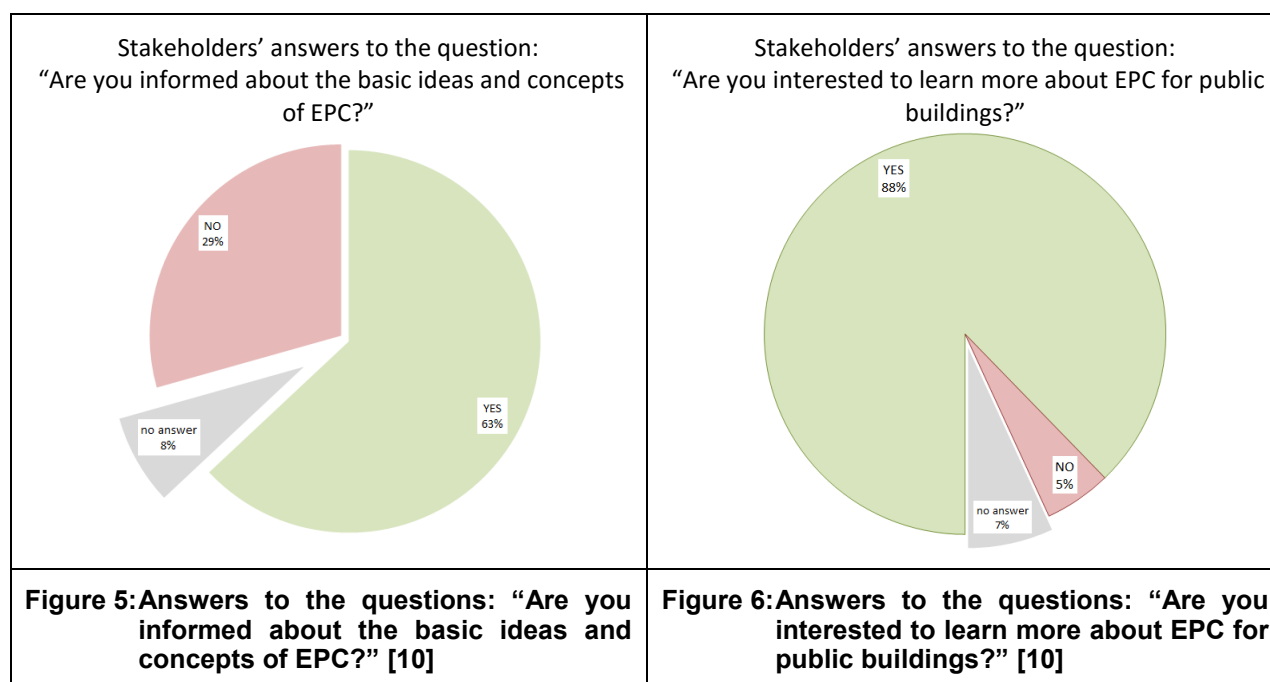 Stakeholders’ answers to the question:
“Are you informed about the basic ideas and concepts
of EPC?”
NO
29%
YES
63%
no answer
8%
Figure 5:Answers to the questions: “Are you
informed about the basic ideas and
concepts of EPC?” [10]
Stakeholders’ answers to the question:
“Are you interested to learn more about EPC for public
buildings?”
YES
88%
NO
5%
no answer
7%
Figure 6:Answers to the questions: “Are you
interested to learn more about EPC for
public buildings?” [10]